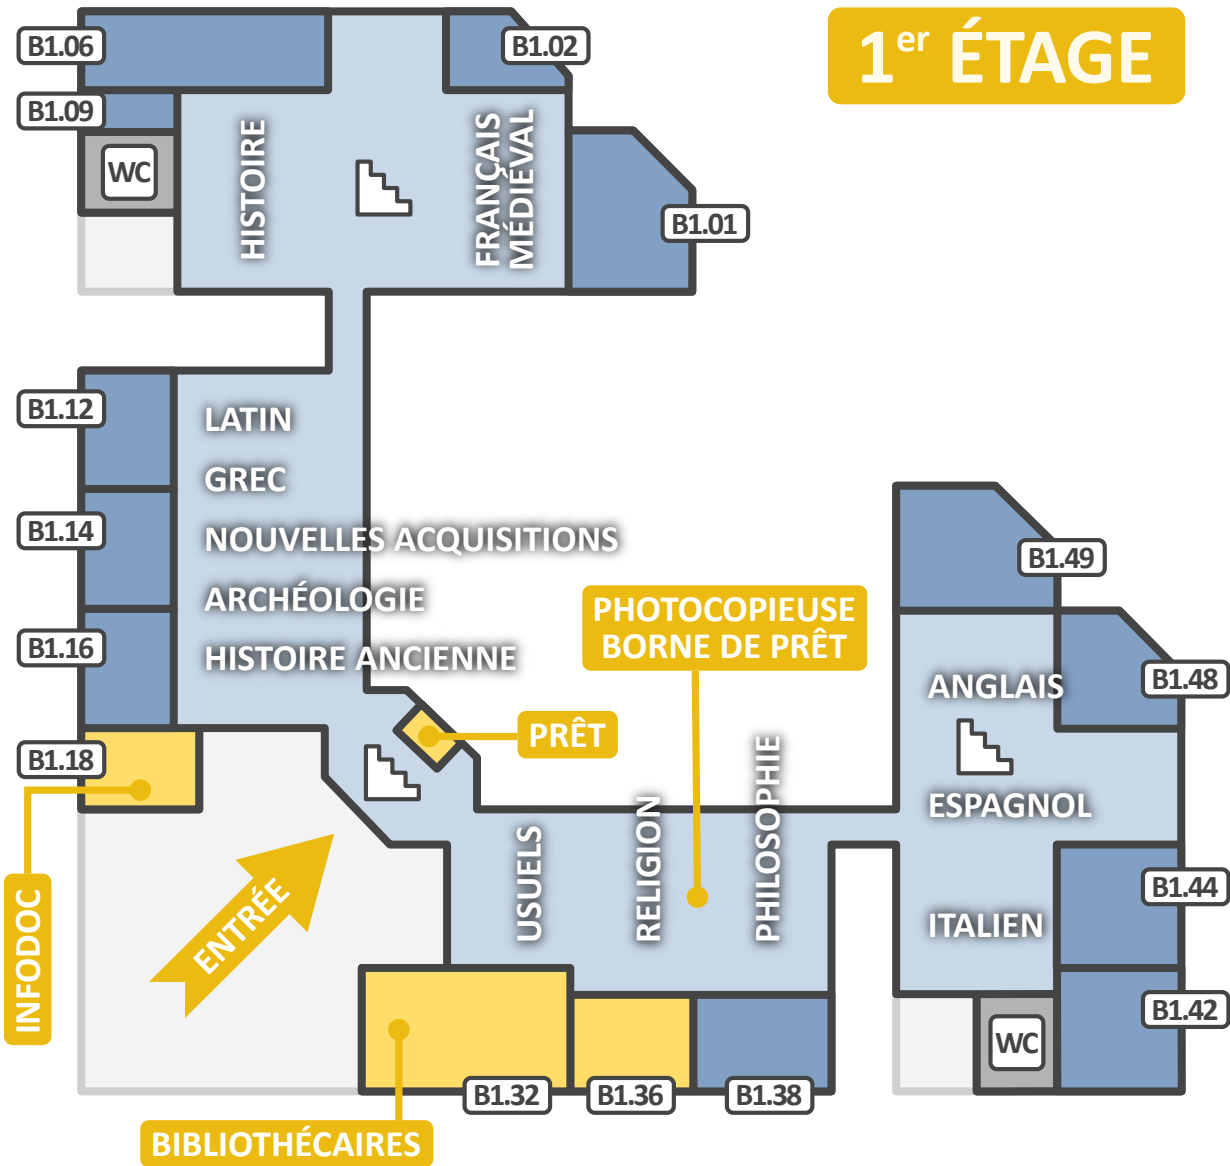 1er ÉTAGE
B1.06
B1.02
B1.09
WC
HISTOIRE
FRANÇAIS
MÉDIÉVAL
B1.01
B1.12
LATIN
GREC
B1.14
NOUVELLES ACQUISITIONS
ARCHÉOLOGIE
B1.16
HISTOIRE ANCIENNE
PHOTOCOPIEUSE
BORNE DE PRÊT
B1.49
ANGLAIS
B1.48
B1.18
PRÊT
ESPAGNOL
USUELS
RELIGION
PHILOSOPHIE
INFODOC
ENTRÉE
B1.44
ITALIEN
B1.42
WC
B1.32
B1.36
B1.38
BIBLIOTHÉCAIRES